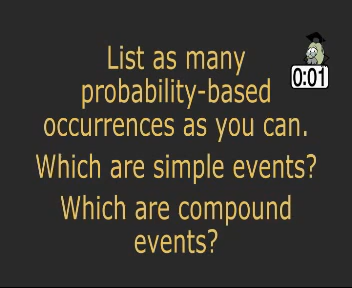 List as many
probability-based
occurrences as you can.
Which are simple events?
Which are compound
events?
0:01